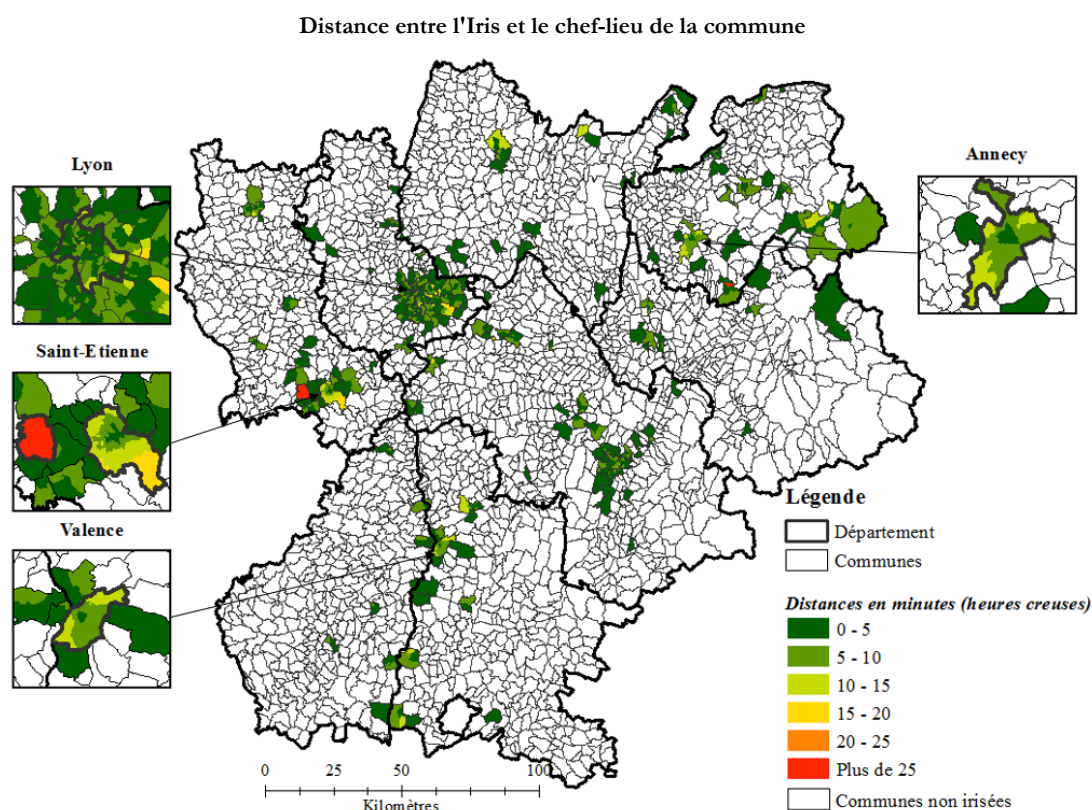 Distance entre l'Iris et le chef-lieu de la commune
Lyon
Annecy
Saint-Etienne
Valence
Légende
Département
Communes
Distances en minutes (heures creuses)
0 - 5
5 - 10
10 - 15
15 - 20
20 - 25
Plus de 25
Communes non irisées
0 25 50 100
Kilomètres